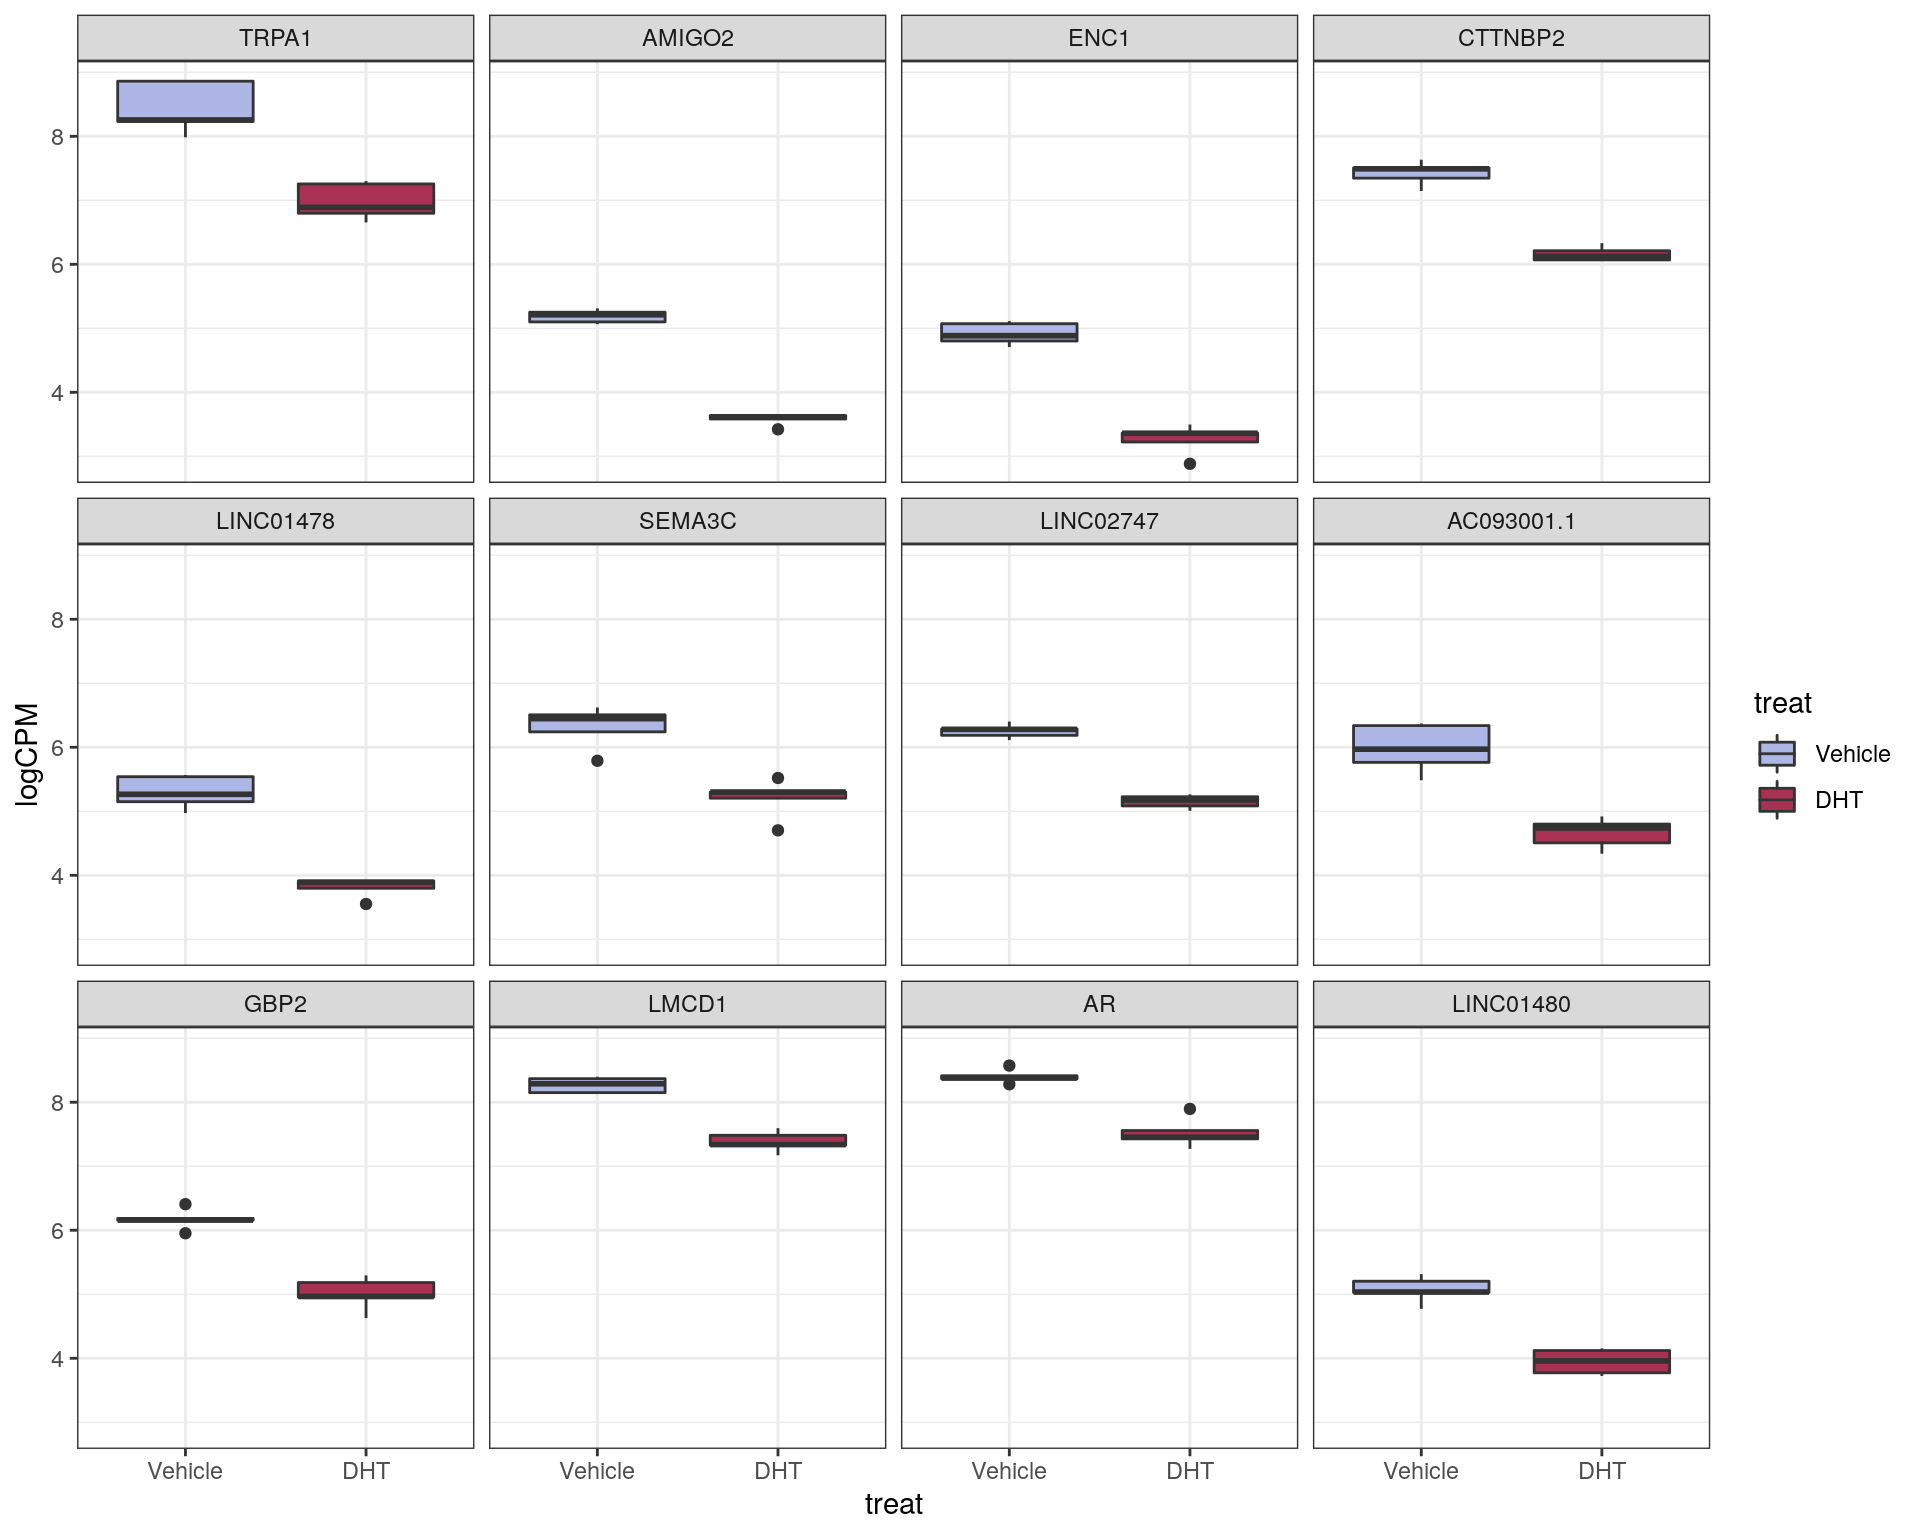 TRPA1 AMIGO2 ENC1 CTTNBP2
8
6
4
LINC01478 SEMA3C LINC02747 AC093001.1
8
6
4
GBP2 LMCD1 AR LINC01480
8
6
4
Vehicle DHT Vehicle DHT Vehicle DHT Vehicle DHT
treat
logCPM
treat
Vehicle
DHT